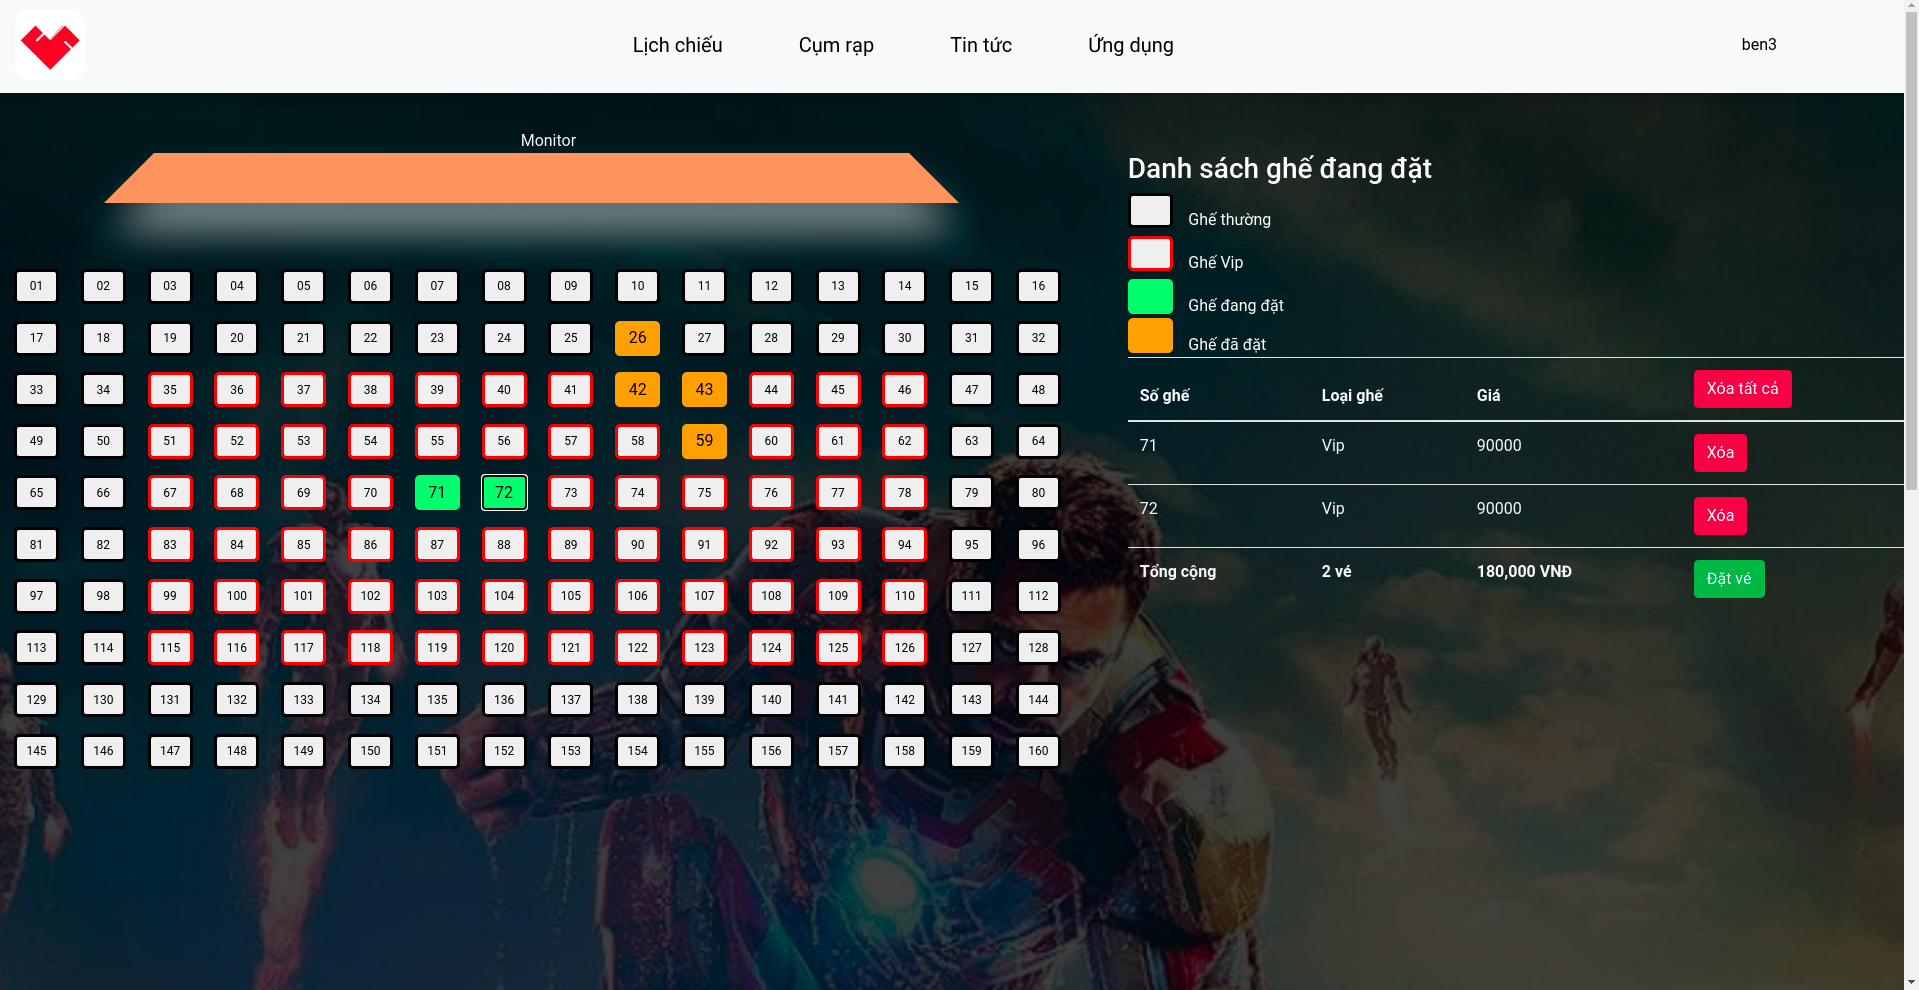 Lịch chiếu Cụm rạp Tin tức Ứng dụng ben3
Monitor
01 02 03 04 05 06 07 08 09 10 11 12 13 14 15 16
17 18 19 20 21 22 23 24 25 26 27 28 29 30 31 32
33 34 35 36 37 38 39 40 41 42 43 44 45 46 47 48
49 50 51 52 53 54 55 56 57 58 59 60 61 62 63 64
65 66 67 68 69 70 71 72 73 74 75 76 77 78 79 80
81 82 83 84 85 86 87 88 89 90 91 92 93 94 95 96
97 98 99 100 101 102 103 104 105 106 107 108 109 110 111 112
113 114 115 116 117 118 119 120 121 122 123 124 125 126 127 128
129 130 131 132 133 134 135 136 137 138 139 140 141 142 143 144
145 146 147 148 149 150 151 152 153 154 155 156 157 158 159 160
Danh sách ghế đang đặt
Ghế thường
Ghế Vip
Ghế đang đặt
Ghế đã đặt
Số ghế Loại ghế Giá Xóa tất cả
71 Vip 90000 Xóa
72 Vip 90000 Xóa
Tổng cộng 2 vé 180,000 VNĐ Đặt vé